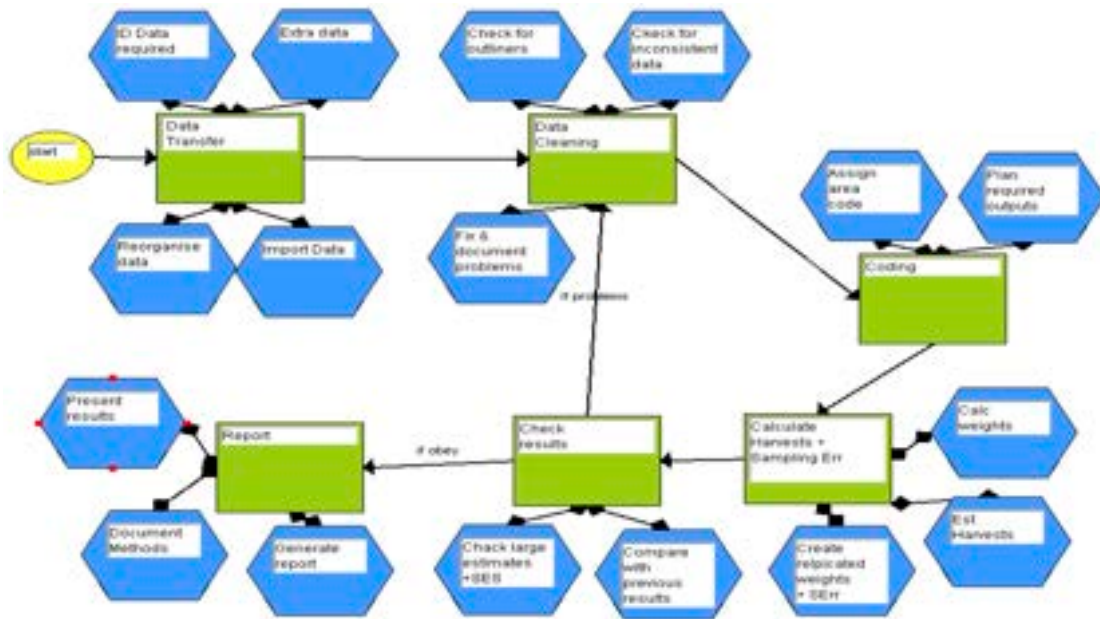 ID Data
required
Extra data
Check for
outliners
Check for
inconsistent
data
start
Data
Transfer
Data
Cleaning
Assign
area
code
Plan
required
outputs
Reorganise
data
Import Data
Fix &
document
problems
if problems
Coding
Present
results
Report
if obey
Check
results
Calculate
Harvests +
Sampling Err
Calc
weights
Document
Methods
Generate
report
Chack large
estimates
+SES
Compare
with
previous
results
Create
relpicated
weights
+ SErr
Est
Harvests